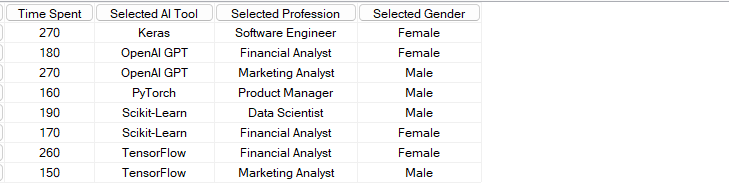 Time Spent Selected AI Tool Selected Profession Selected Gender
270 Keras Software Engineer Female
180 OpenAI GPT Financial Analyst Female
270 OpenAI GPT Marketing Analyst Male
160 PyTorch Product Manager Male
190 Scikit-Learn Data Scientist Male
170 Scikit-Learn Financial Analyst Female
260 TensorFlow Financial Analyst Female
150 TensorFlow Marketing Analyst Male